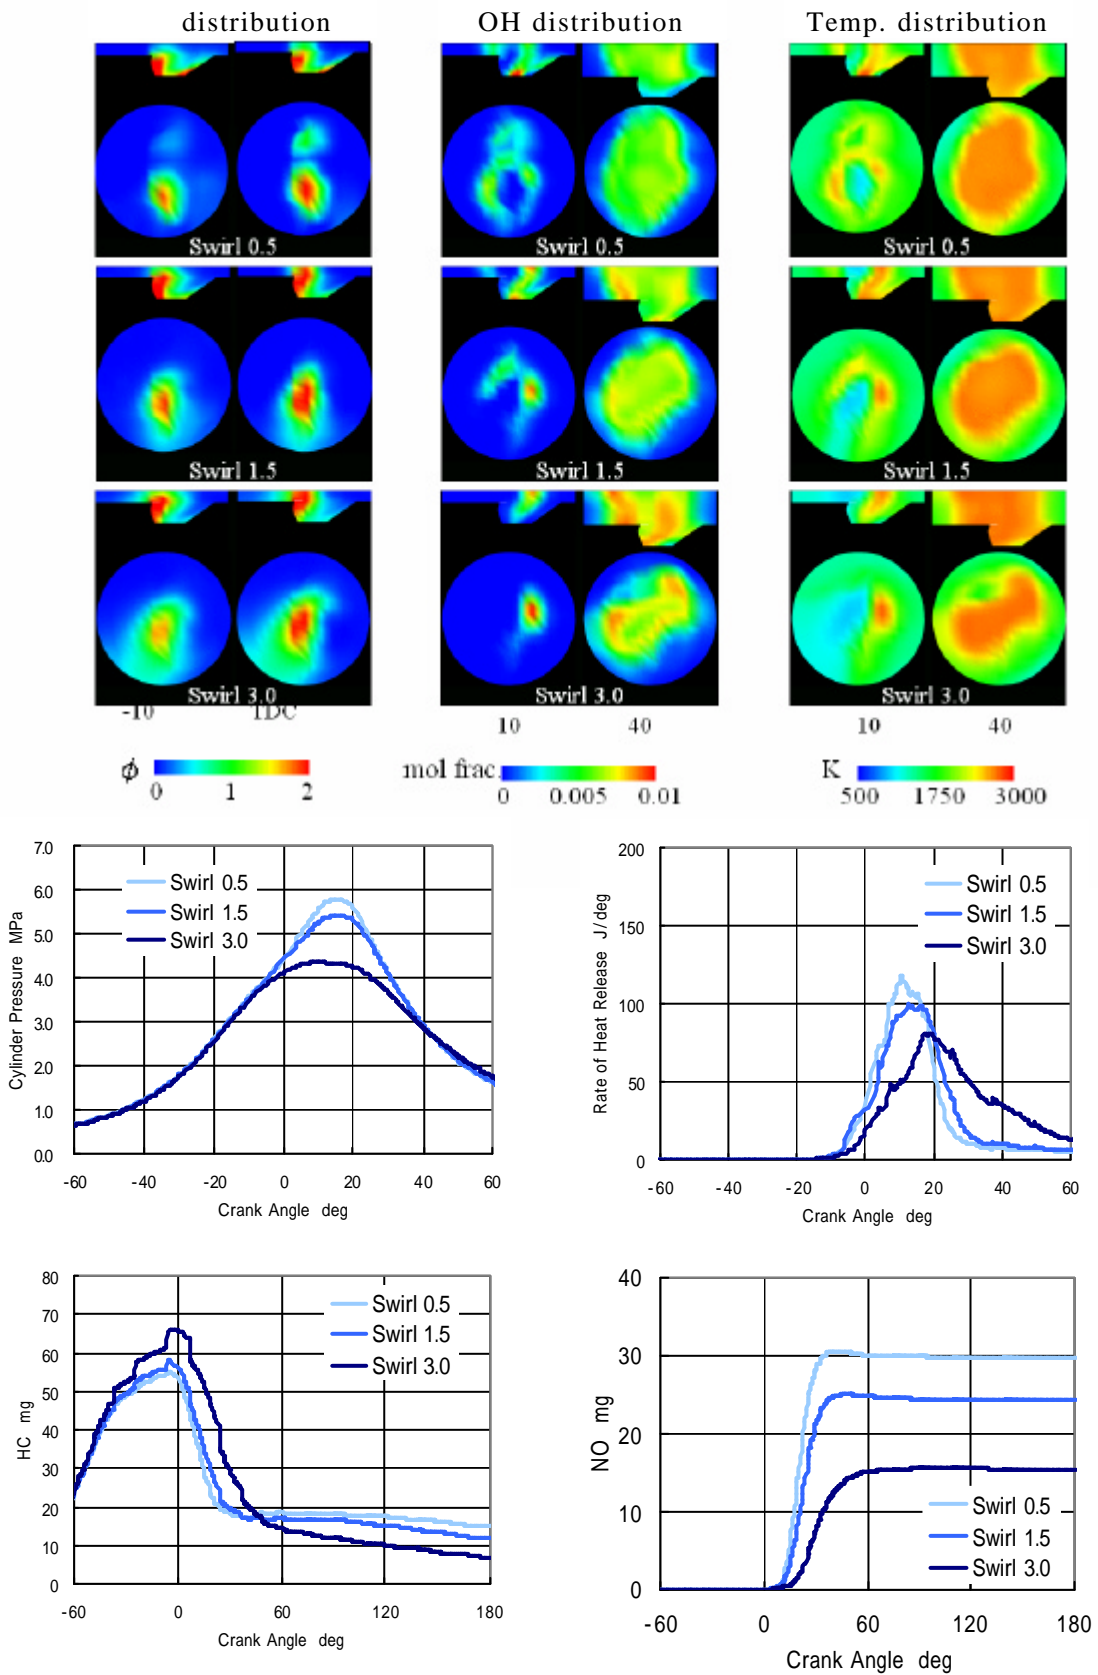 distribution OH distribution Temp. distribution
Swirl 0.5 Swirl 0.5 Swirl 0.5
Swirl 1.5 Swirl 1.5 Swirl 1.5
Swirl 3.0 Swirl 3.0 Swirl 3.0
-10 TDC 10 40 10 40
ϕ 0 1 2
mol frac. 0 0.005 0.01
K 500 1750 3000
7.0
6.0
5.0
4.0
3.0
2.0
1.0
0.0
Cylinder Pressure MPa
Swirl 0.5
Swirl 1.5
Swirl 3.0
-60 -40 -20 0 20 40 60
Crank Angle deg
200
150
100
50
0
Rate of Heat Release J/deg
Swirl 0.5
Swirl 1.5
Swirl 3.0
-60 -40 -20 0 20 40 60
Crank Angle deg
80
70
60
50
40
30
20
10
0
HC mg
Swirl 0.5
Swirl 1.5
Swirl 3.0
-60 0 60 120 180
Crank Angle deg
40
30
20
10
0
NO mg
Swirl 0.5
Swirl 1.5
Swirl 3.0
-60 0 60 120 180
Crank Angle deg